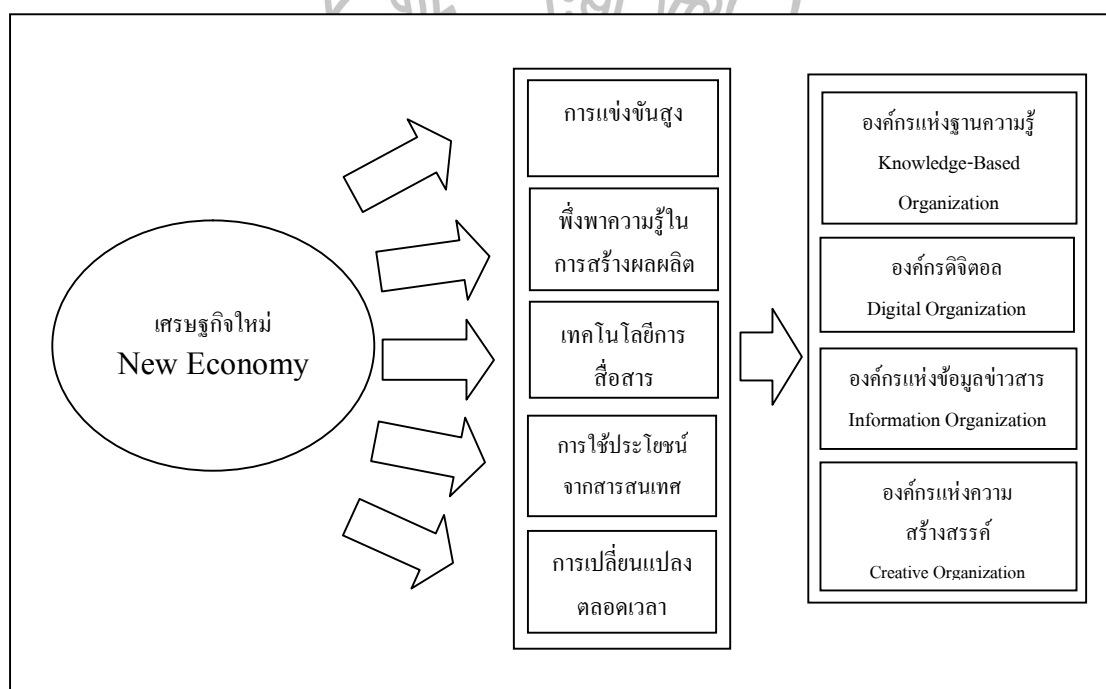 เศรษฐกิจใหม่
New Economy
การแข่งขันสูง
พึ่งพาความรู้ใน
การสร้างผลผลิต
เทคโนโลยีการ
สื่อสาร
การใช้ประโยชน์
จากสารสนเทศ
การเปลี่ยนแปลง
ตลอดเวลา
องค์กรแห่งฐานความรู้
Knowledge-Based
Organization
องค์กรดิจิตอล
Digital Organization
องค์กรแห่งข้อมูลข่าวสาร
Information Organization
องค์กรแห่งความ
สร้างสรรค์
Creative Organization